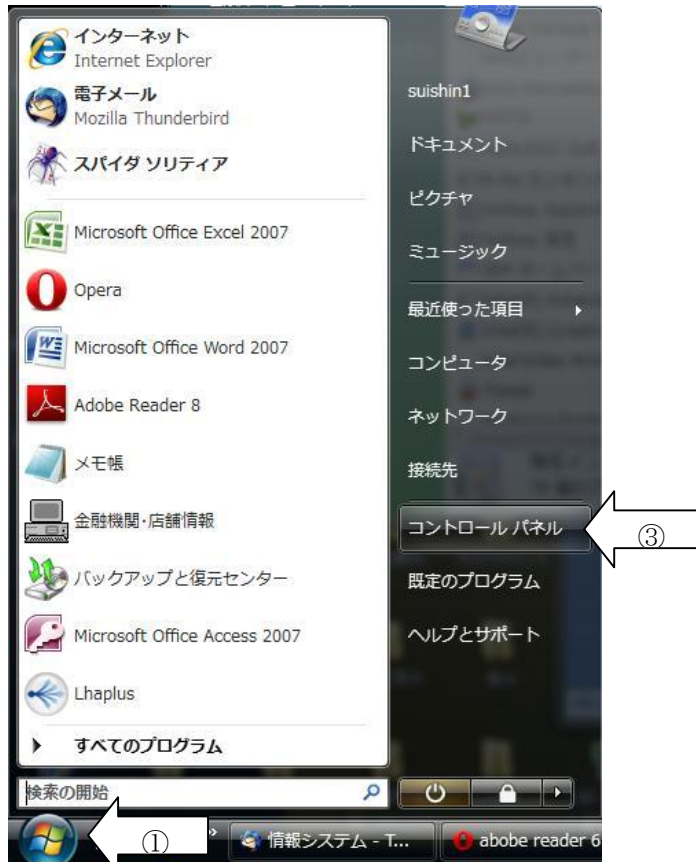 インターネット
Internet Explorer
電子メール
Mozilla Thunderbird
スパイダ ソリティア
Microsoft Office Excel 2007
Opera
Microsoft Office Word 2007
Adobe Reader 8
メモ帳
金融機関・店舗情報
バックアップと復元センター
Microsoft Office Access 2007
Lhaplus
すべてのプログラム
検索の開始
suishin1
ドキュメント
ピクチャ
ミュージック
最近使った項目
コンピュータ
ネットワーク
接続先
コントロール パネル
③
既定のプログラム
ヘルプとサポート
①
情報システム - T...
abobe reader 6